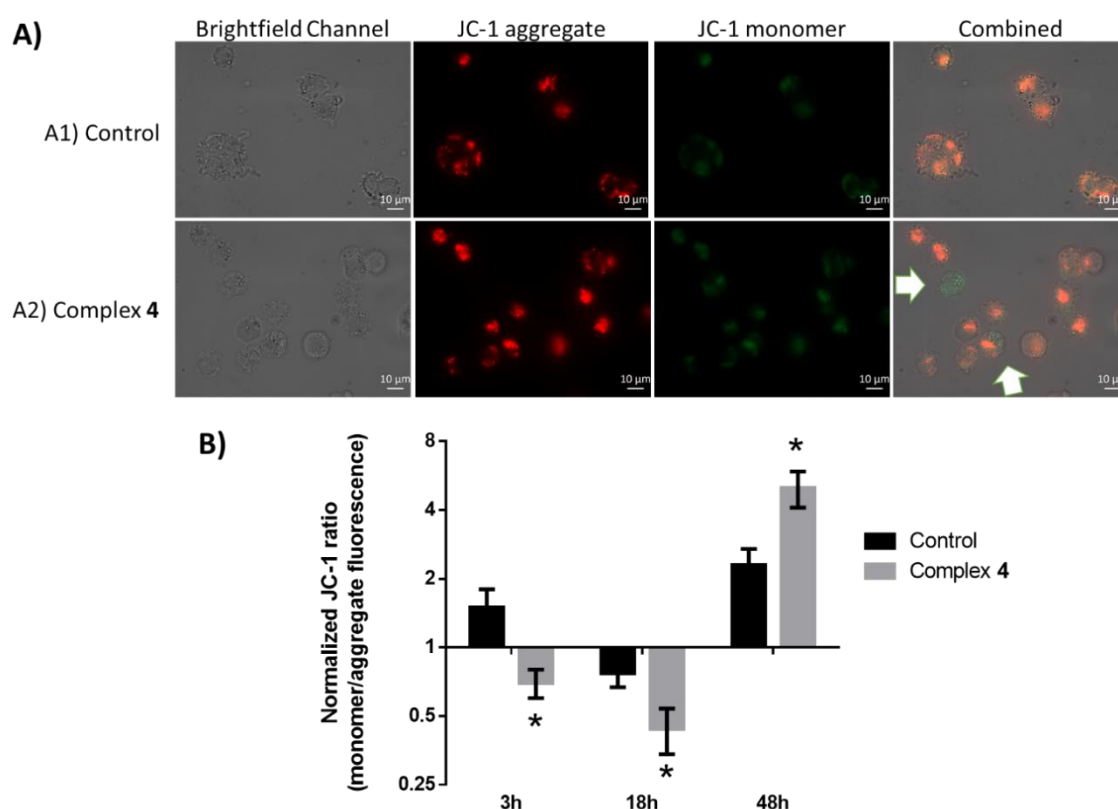 A)
Brightfield Channel JC-1 aggregate JC-1 monomer Combined
A1) Control
10 µm 10 µm 10 µm 10 µm
A2) Complex 4
10 µm 10 µm 10 µm 10 µm
B)
Normalized JC-1 ratio
(monomer/aggregate fluorescence)
8
4
2
1
0.5
0.25
*
*
*
3h 18h 48h
Control
Complex 4